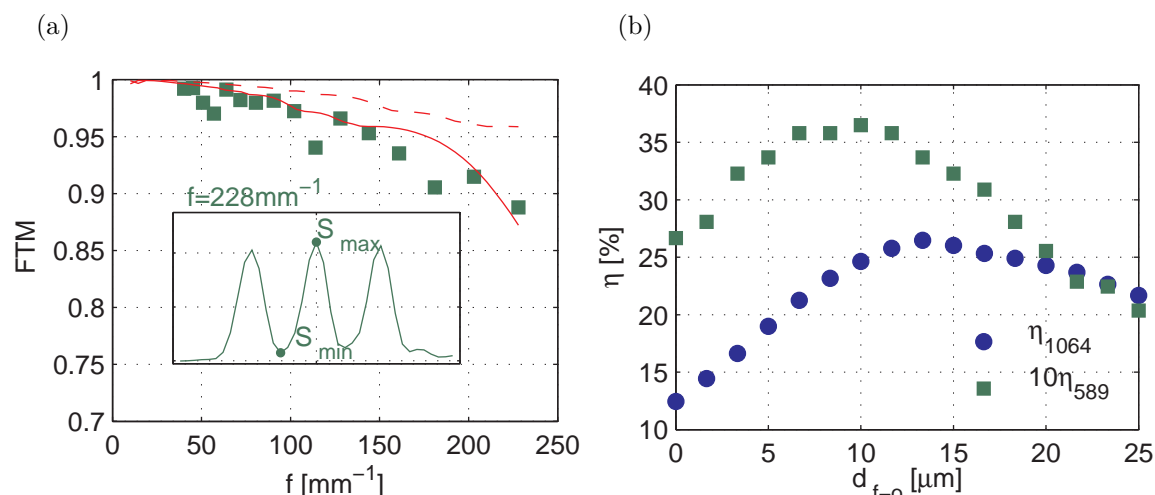 (a)
(b)
1
0.95
0.9
0.85
0.8
0.75
0.7
FTM
f=228mm⁻¹
S max
S min
0 50 100 150 200 250
f [mm⁻¹]
40
35
30
25
20
15
10
η [%]
η1064
10η589
0 5 10 15 20 25
d f−o [μm]